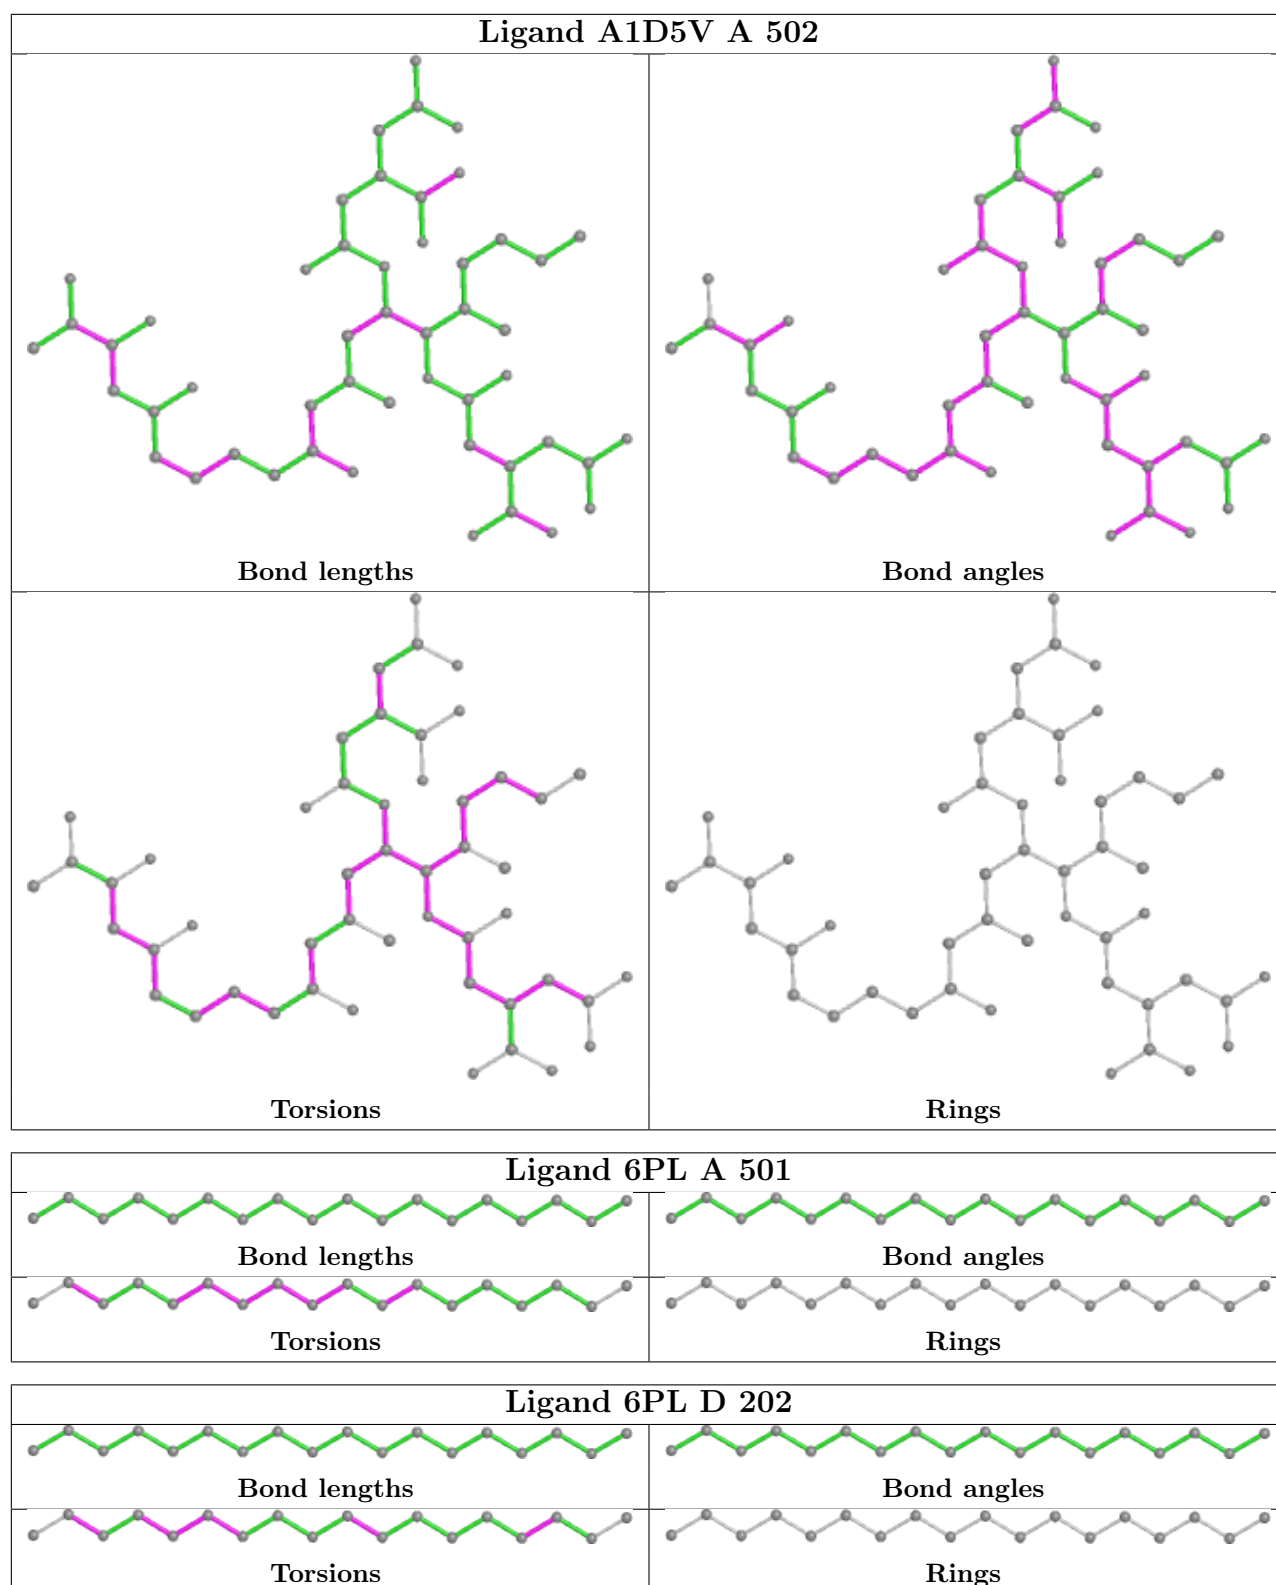 Ligand A1D5V A 502
Bond lengths
Bond angles
Torsions
Rings
Ligand 6PL A 501
Bond lengths
Bond angles
Torsions
Rings
Ligand 6PL D 202
Bond lengths
Bond angles
Torsions
Rings